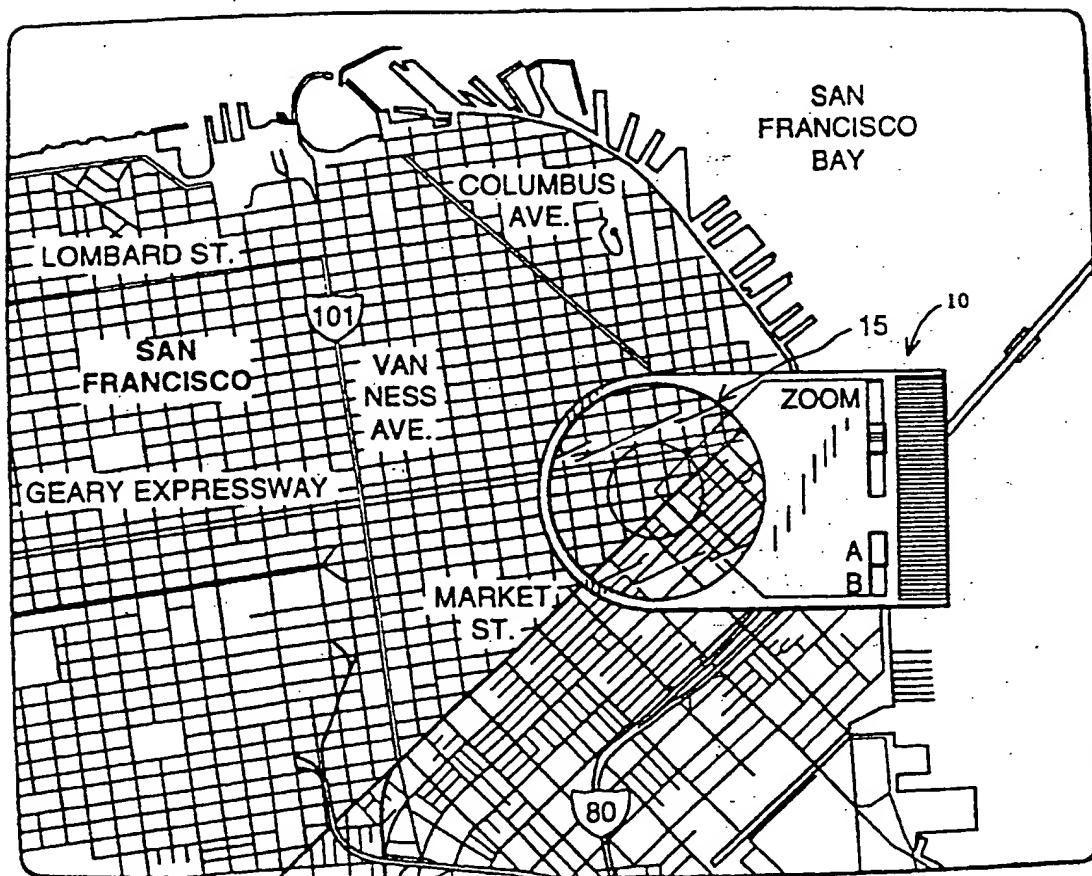 SAN
FRANCISCO
BAY
COLUMBUS
AVE.
LOMBARD ST.
101
15
10
SAN
FRANCISCO
VAN
NESS
AVE.
ZOOM
GEARY EXPRESSWAY
A
B
MARKET
ST.
80